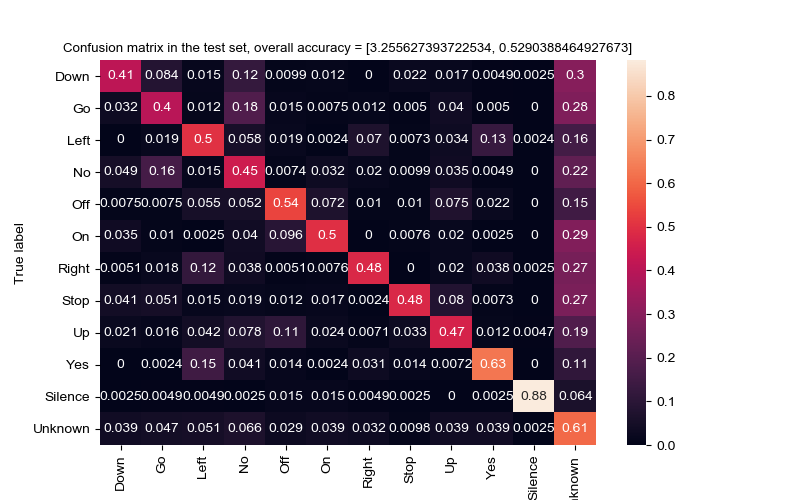 Confusion matrix in the test set, overall accuracy = [3.255627393722534, 0.5290388464927673]
Down 0.41 0.084 0.015 0.12 0.0099 0.012 0 0.022 0.017 0.0049 0.0025 0.3
Go 0.032 0.4 0.012 0.18 0.015 0.0075 0.012 0.005 0.04 0.005 0 0.28
Left 0 0.019 0.5 0.058 0.019 0.0024 0.07 0.0073 0.034 0.13 0.0024 0.16
No 0.049 0.16 0.015 0.45 0.0074 0.032 0.02 0.0099 0.035 0.0049 0 0.22
Off 0.0075 0.0075 0.055 0.052 0.54 0.072 0.01 0.01 0.075 0.022 0 0.15
On 0.035 0.01 0.0025 0.04 0.096 0.5 0 0.0076 0.02 0.0025 0 0.29
Right 0.0051 0.018 0.12 0.038 0.0051 0.0076 0.48 0 0.02 0.038 0.0025 0.27
Stop 0.041 0.051 0.015 0.019 0.012 0.017 0.0024 0.48 0.08 0.0073 0 0.27
Up 0.021 0.016 0.042 0.078 0.11 0.024 0.0071 0.033 0.47 0.012 0.0047 0.19
Yes 0 0.0024 0.15 0.041 0.014 0.0024 0.031 0.014 0.0072 0.63 0 0.11
Silence 0.0025 0.0049 0.0049 0.0025 0.015 0.015 0.0049 0.0025 0 0.0025 0.88 0.064
Unknown 0.039 0.047 0.051 0.066 0.029 0.039 0.032 0.0098 0.039 0.039 0.0025 0.61
True label
Down Go Left No Off On Right Stop Up Yes Silence nknown
0.8
0.7
0.6
0.5
0.4
0.3
0.2
0.1
0.0